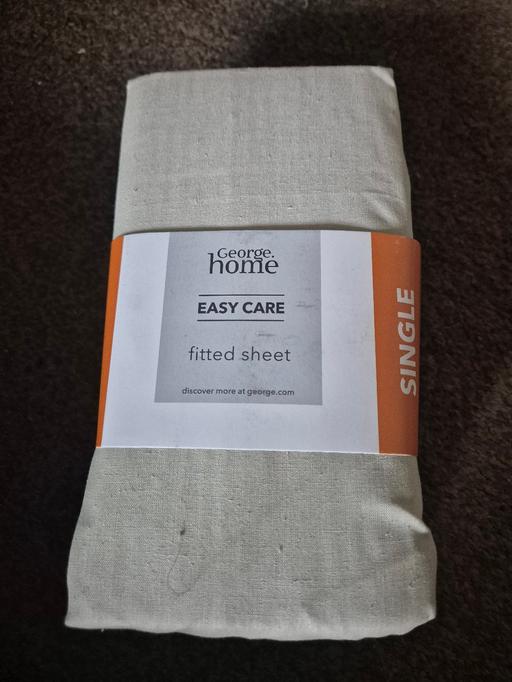 George.
home
EASY CARE
fitted sheet
discover more at george.com
SINGLE